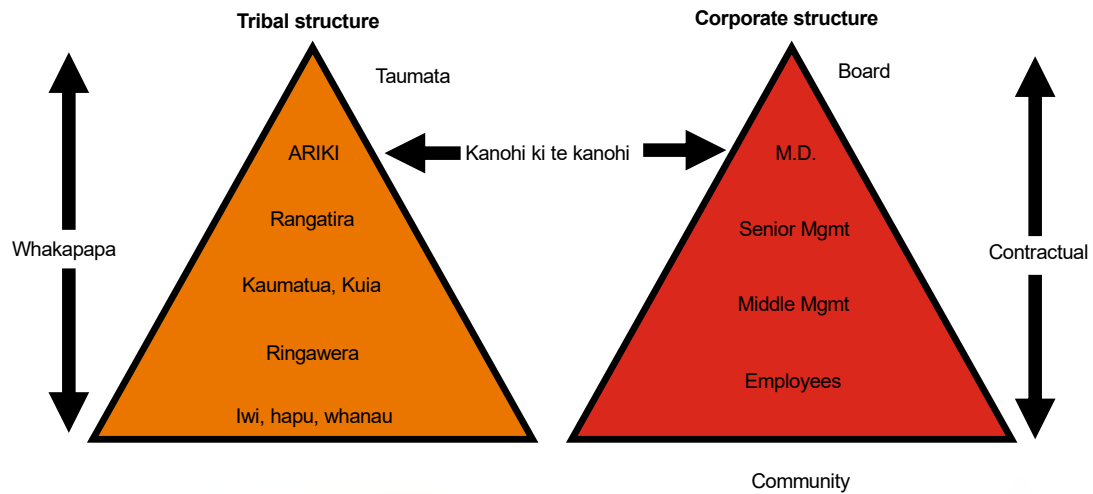 Tribal structure
Corporate structure
Taumata
Board
ARIKI
Kanohi ki te kanohi
M.D.
Rangatira
Senior Mgmt
Whakapapa
Contractual
Kaumatua, Kuia
Middle Mgmt
Ringawera
Employees
Iwi, hapu, whanau
Community